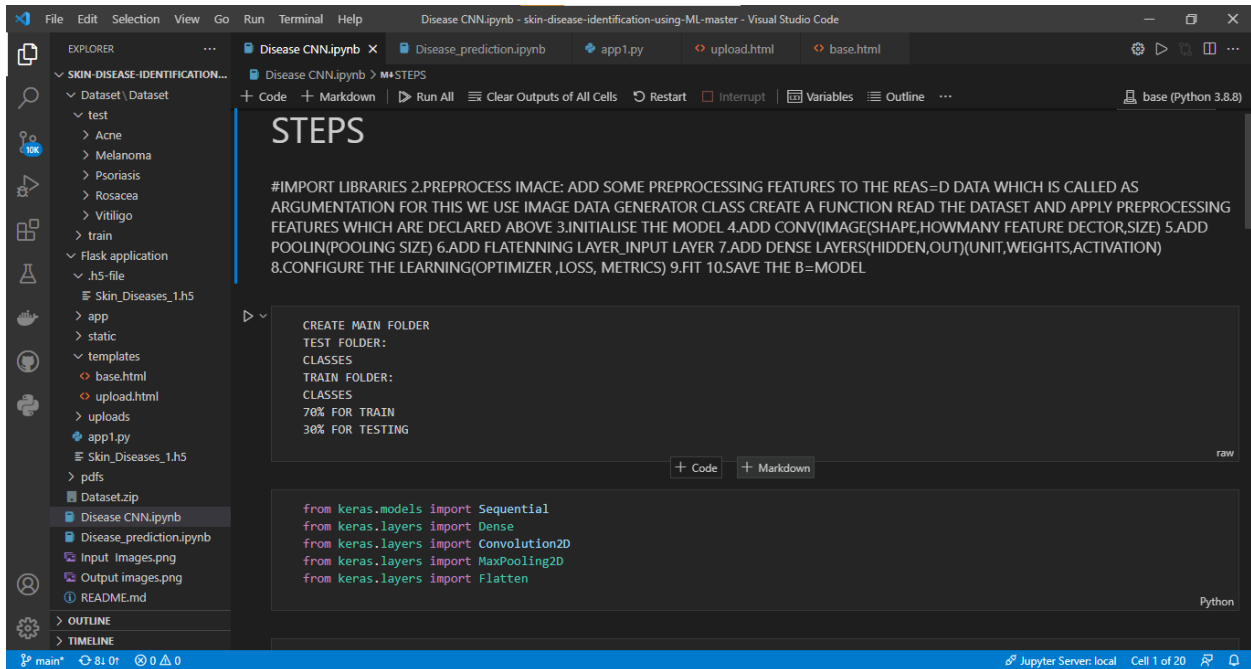 File Edit Selection View Go Run Terminal Help
Disease CNN.ipynb - skin-disease-identification-using-ML-master - Visual Studio Code
EXPLORER
SKIN-DISEASE-IDENTIFICATION...
Dataset\Dataset
test
Acne
Melanoma
Psoriasis
Rosacea
Vitiligo
train
Flask application
.h5-file
Skin_Diseases_1.h5
app
static
templates
base.html
upload.html
uploads
app1.py
Skin_Diseases_1.h5
pdfs
Dataset.zip
Disease CNN.ipynb
Disease_prediction.ipynb
Input Images.png
Output images.png
README.md
OUTLINE
TIMELINE
10K
Disease CNN.ipynb Disease_prediction.ipynb app1.py upload.html base.html
Disease CNN.ipynb > M↓STEPS
+ Code + Markdown Run All Clear Outputs of All Cells Restart Interrupt Variables Outline ... base (Python 3.8.8)
STEPS
#IMPORT LIBRARIES 2.PREPROCESS IMACE: ADD SOME PREPROCESSING FEATURES TO THE REAS=D DATA WHICH IS CALLED AS
ARGUMENTATION FOR THIS WE USE IMAGE DATA GENERATOR CLASS CREATE A FUNCTION READ THE DATASET AND APPLY PREPROCESSING
FEATURES WHICH ARE DECLARED ABOVE 3.INITIALISE THE MODEL 4.ADD CONV(IMAGE(SHAPE,HOWMANY FEATURE DECTOR,SIZE) 5.ADD
POOLIN(POOLING SIZE) 6.ADD FLATENNING LAYER_INPUT LAYER 7.ADD DENSE LAYERS(HIDDEN,OUT)(UNIT,WEIGHTS,ACTIVATION)
8.CONFIGURE THE LEARNING(OPTIMIZER ,LOSS, METRICS) 9.FIT 10.SAVE THE B=MODEL
CREATE MAIN FOLDER
TEST FOLDER:
CLASSES
TRAIN FOLDER:
CLASSES
70% FOR TRAIN
30% FOR TESTING
raw
+ Code + Markdown
from keras.models import Sequential
from keras.layers import Dense
from keras.layers import Convolution2D
from keras.layers import MaxPooling2D
from keras.layers import Flatten
Python
main* 8↓ 0↑ 0 0 Jupyter Server: local Cell 1 of 20